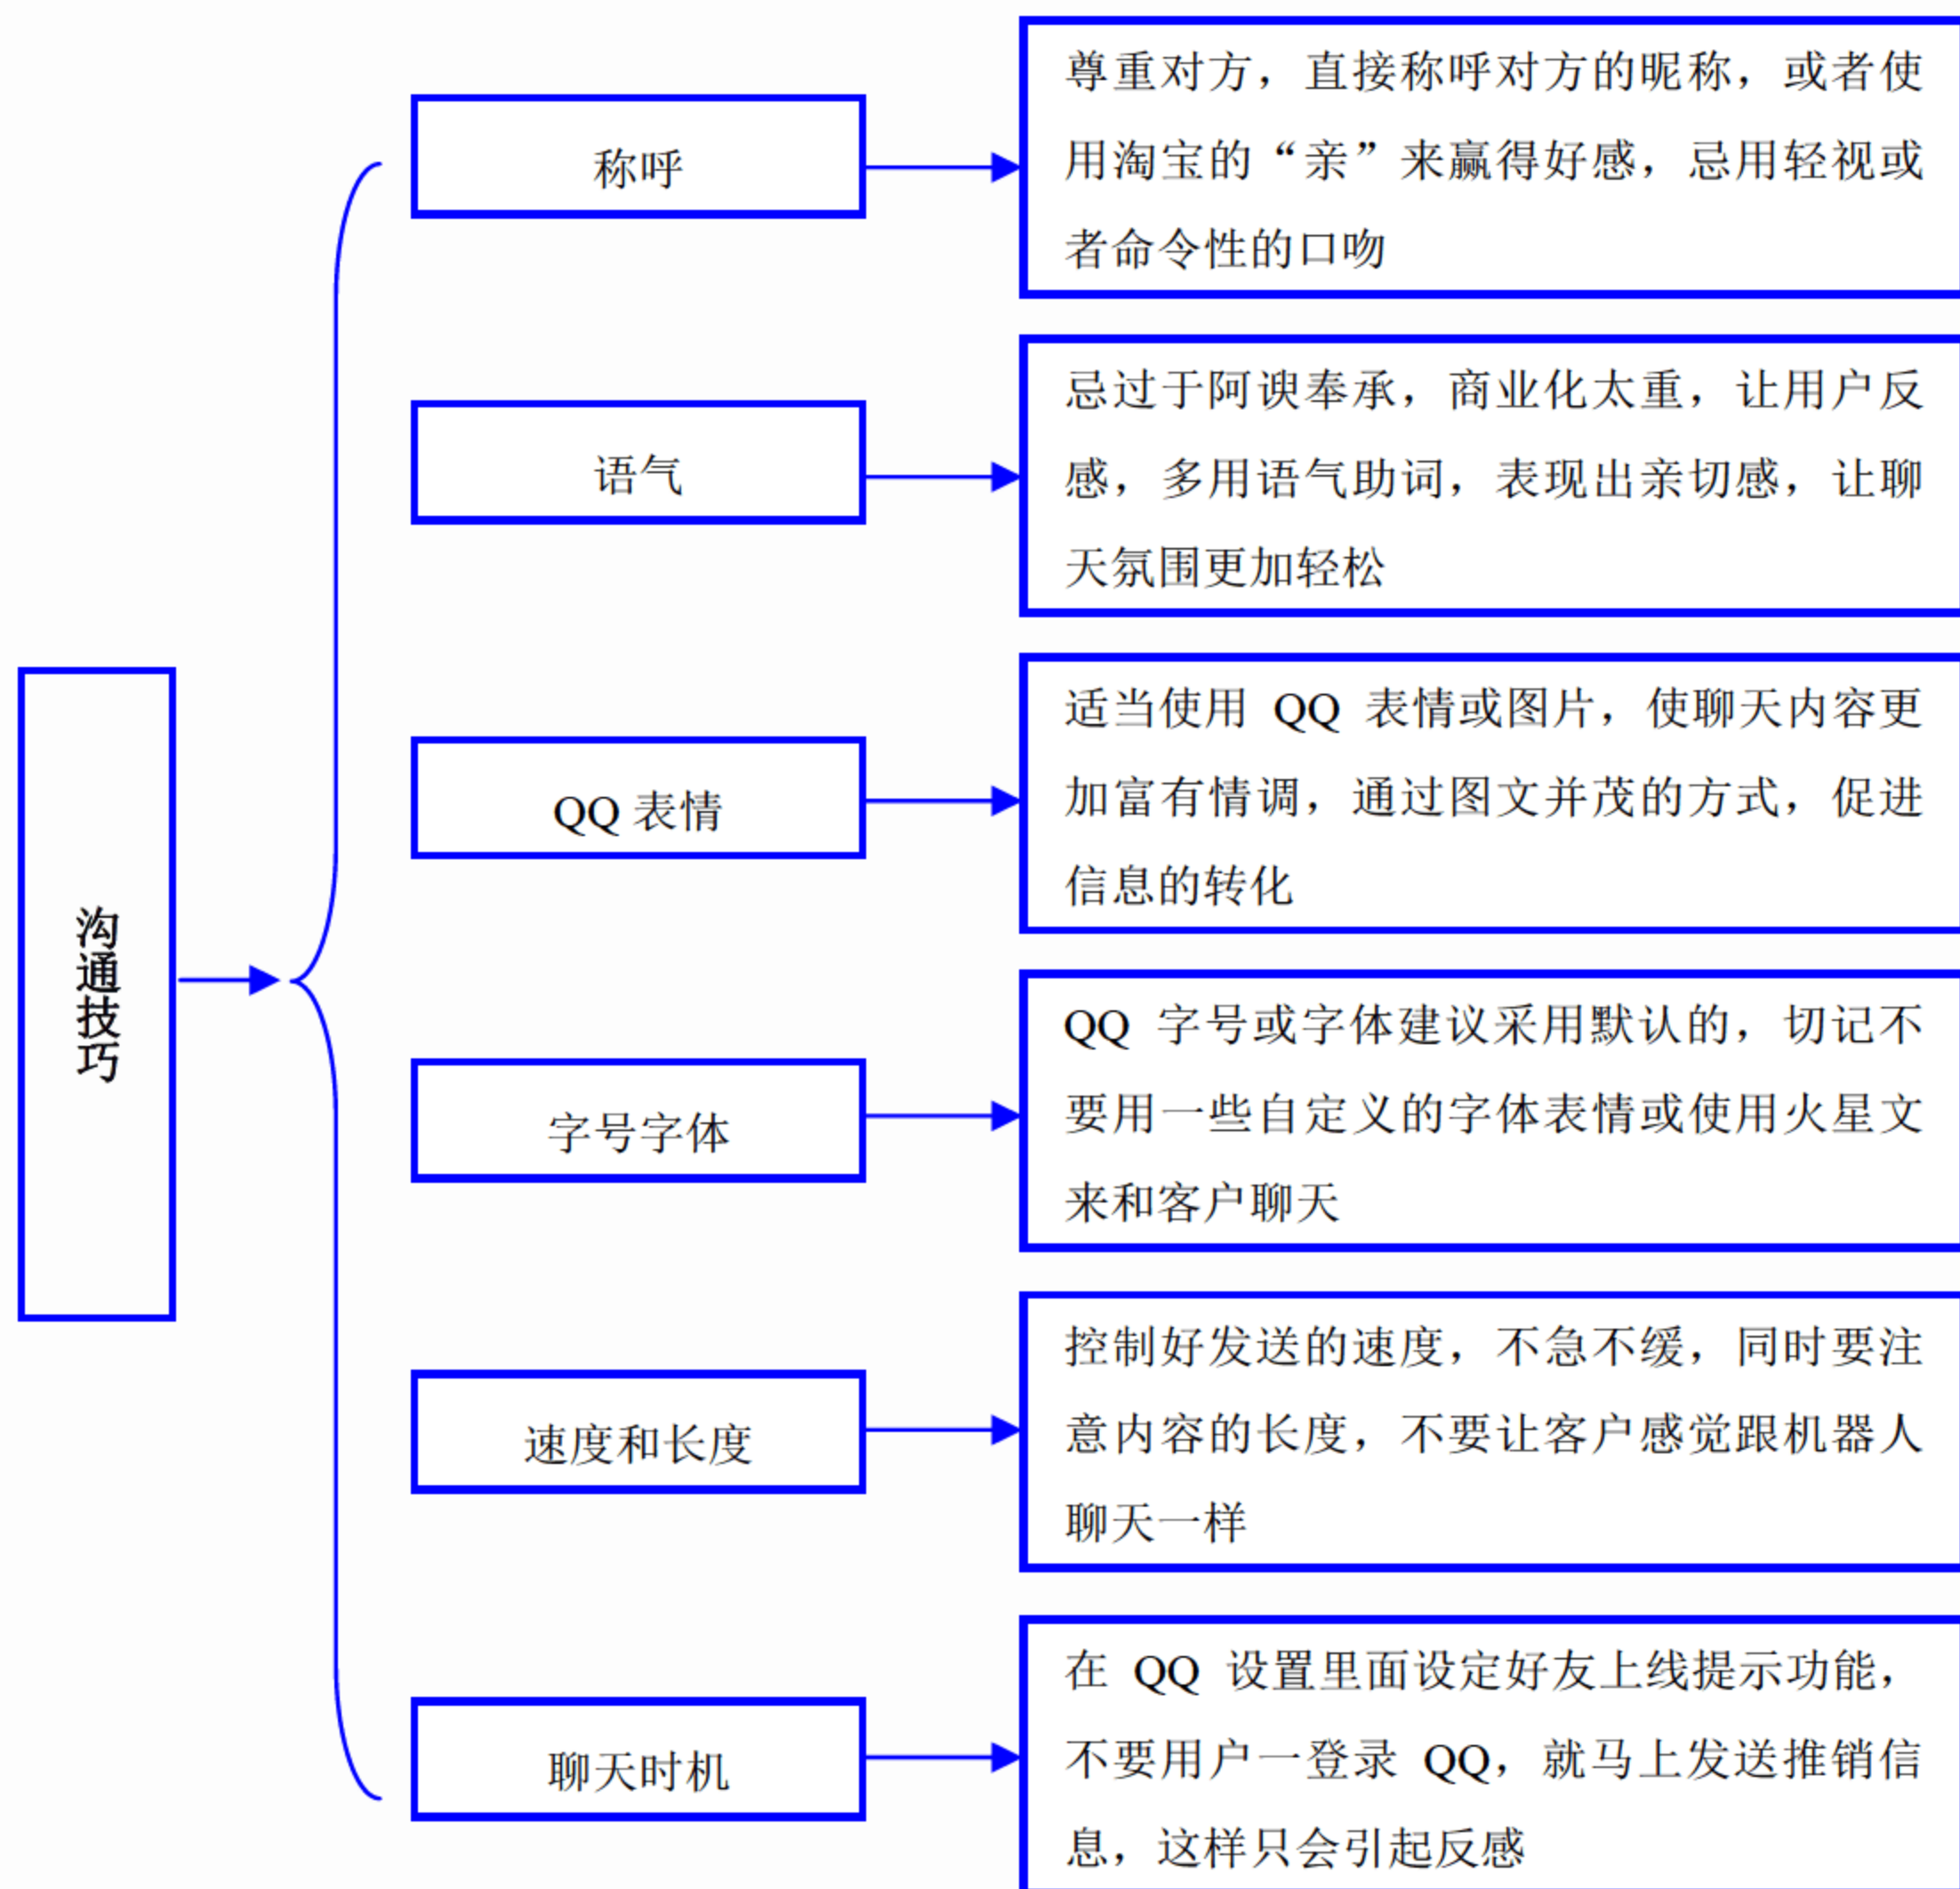 沟通技巧
称呼
尊重对方，直接称呼对方的昵称，或者使
用淘宝的“亲”来赢得好感，忌用轻视或
者命令性的口吻
语气
忌过于阿谀奉承，商业化太重，让用户反
感，多用语气助词，表现出亲切感，让聊
天氛围更加轻松
QQ 表情
适当使用 QQ 表情或图片，使聊天内容更
加富有情调，通过图文并茂的方式，促进
信息的转化
字号字体
QQ 字号或字体建议采用默认的，切记不
要用一些自定义的字体表情或使用火星文
来和客户聊天
速度和长度
控制好发送的速度，不急不缓，同时要注
意内容的长度，不要让客户感觉跟机器人
聊天一样
聊天时机
在 QQ 设置里面设定好友上线提示功能，
不要用户一登录 QQ，就马上发送推销信
息，这样只会引起反感